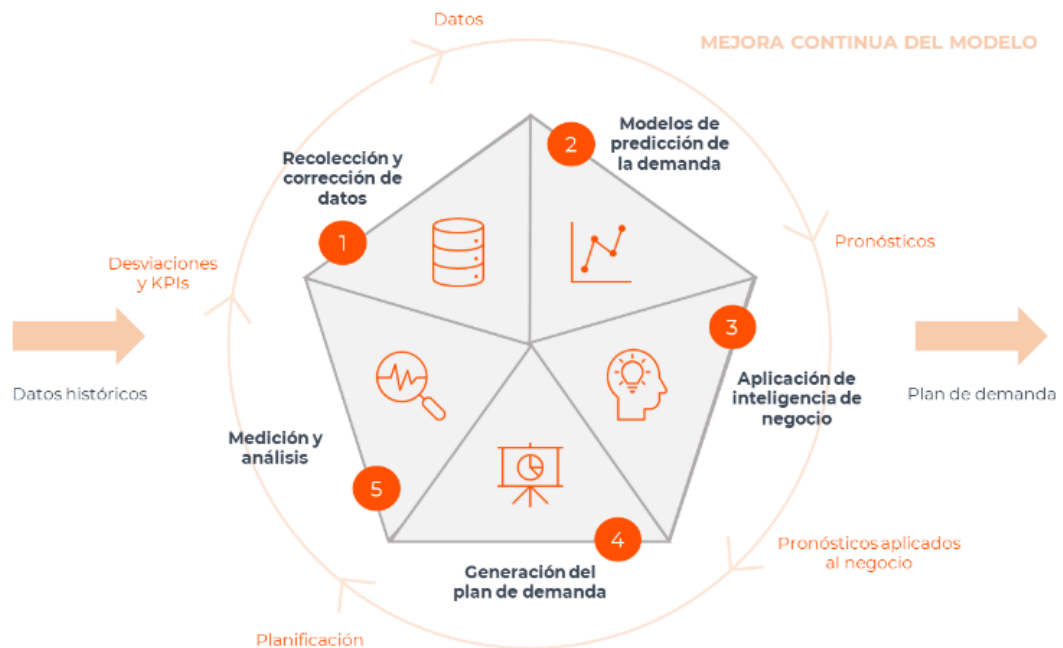 Datos
MEJORA CONTINUA DEL MODELO
2
Modelos de
predicción de
la demanda
Recolección y
corrección de
datos
1
Desviaciones
y KPIs
Pronósticos
3
Datos históricos
Aplicación de
inteligencia de
negocio
Plan de demanda
Medición y
análisis
5
4
Pronósticos aplicados
al negocio
Generación del
plan de demanda
Planificación